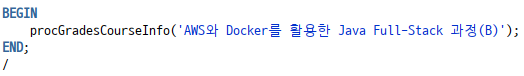 BEGIN
procGradesCourseInfo('AWS와 Docker를 활용한 Java Full-Stack 과정(B)');
END;
/